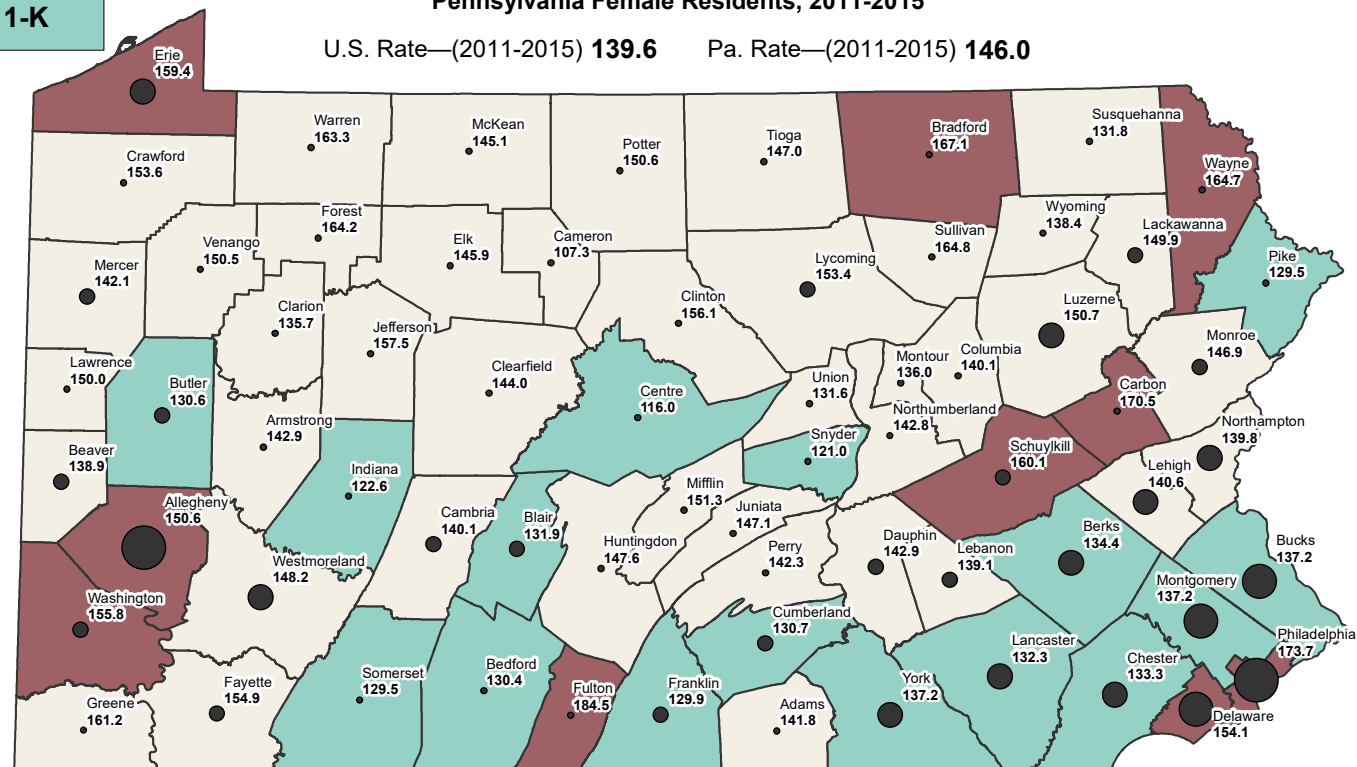 1-K
Pennsylvania Female Residents, 2011-2015
U.S. Rate—(2011-2015) 139.6 Pa. Rate—(2011-2015) 146.0
Erie
159.4
Warren
163.3
McKean
145.1
Potter
150.6
Tioga
147.0
Bradford
167.1
Susquehanna
131.8
Wayne
164.7
Crawford
153.6
Forest
164.2
Venango
150.5
Elk
145.9
Cameron
107.3
Sullivan
164.8
Wyoming
138.4
Lackawanna
149.9
Pike
129.5
Mercer
142.1
Clarion
135.7
Jefferson
157.5
Clinton
156.1
Lycoming
153.4
Luzerne
150.7
Monroe
146.9
Lawrence
150.0
Butler
130.6
Clearfield
144.0
Centre
116.0
Union
131.6
Montour
136.0
Columbia
140.1
Carbon
170.5
Northampton
139.8
Armstrong
142.9
Northumberland
142.8
Snyder
121.0
Schuylkill
160.1
Lehigh
140.6
Beaver
138.9
Indiana
122.6
Allegheny
150.6
Cambria
140.1
Blair
131.9
Mifflin
151.3
Juniata
147.1
Huntingdon
147.6
Perry
142.3
Dauphin
142.9
Lebanon
139.1
Berks
134.4
Bucks
137.2
Westmoreland
148.2
Washington
155.8
Montgomery
137.2
Cumberland
130.7
Philadelphia
173.7
Lancaster
132.3
Chester
133.3
Somerset
129.5
Bedford
130.4
Fulton
184.5
Franklin
129.9
York
137.2
Fayette
154.9
Greene
161.2
Adams
141.8
Delaware
154.1